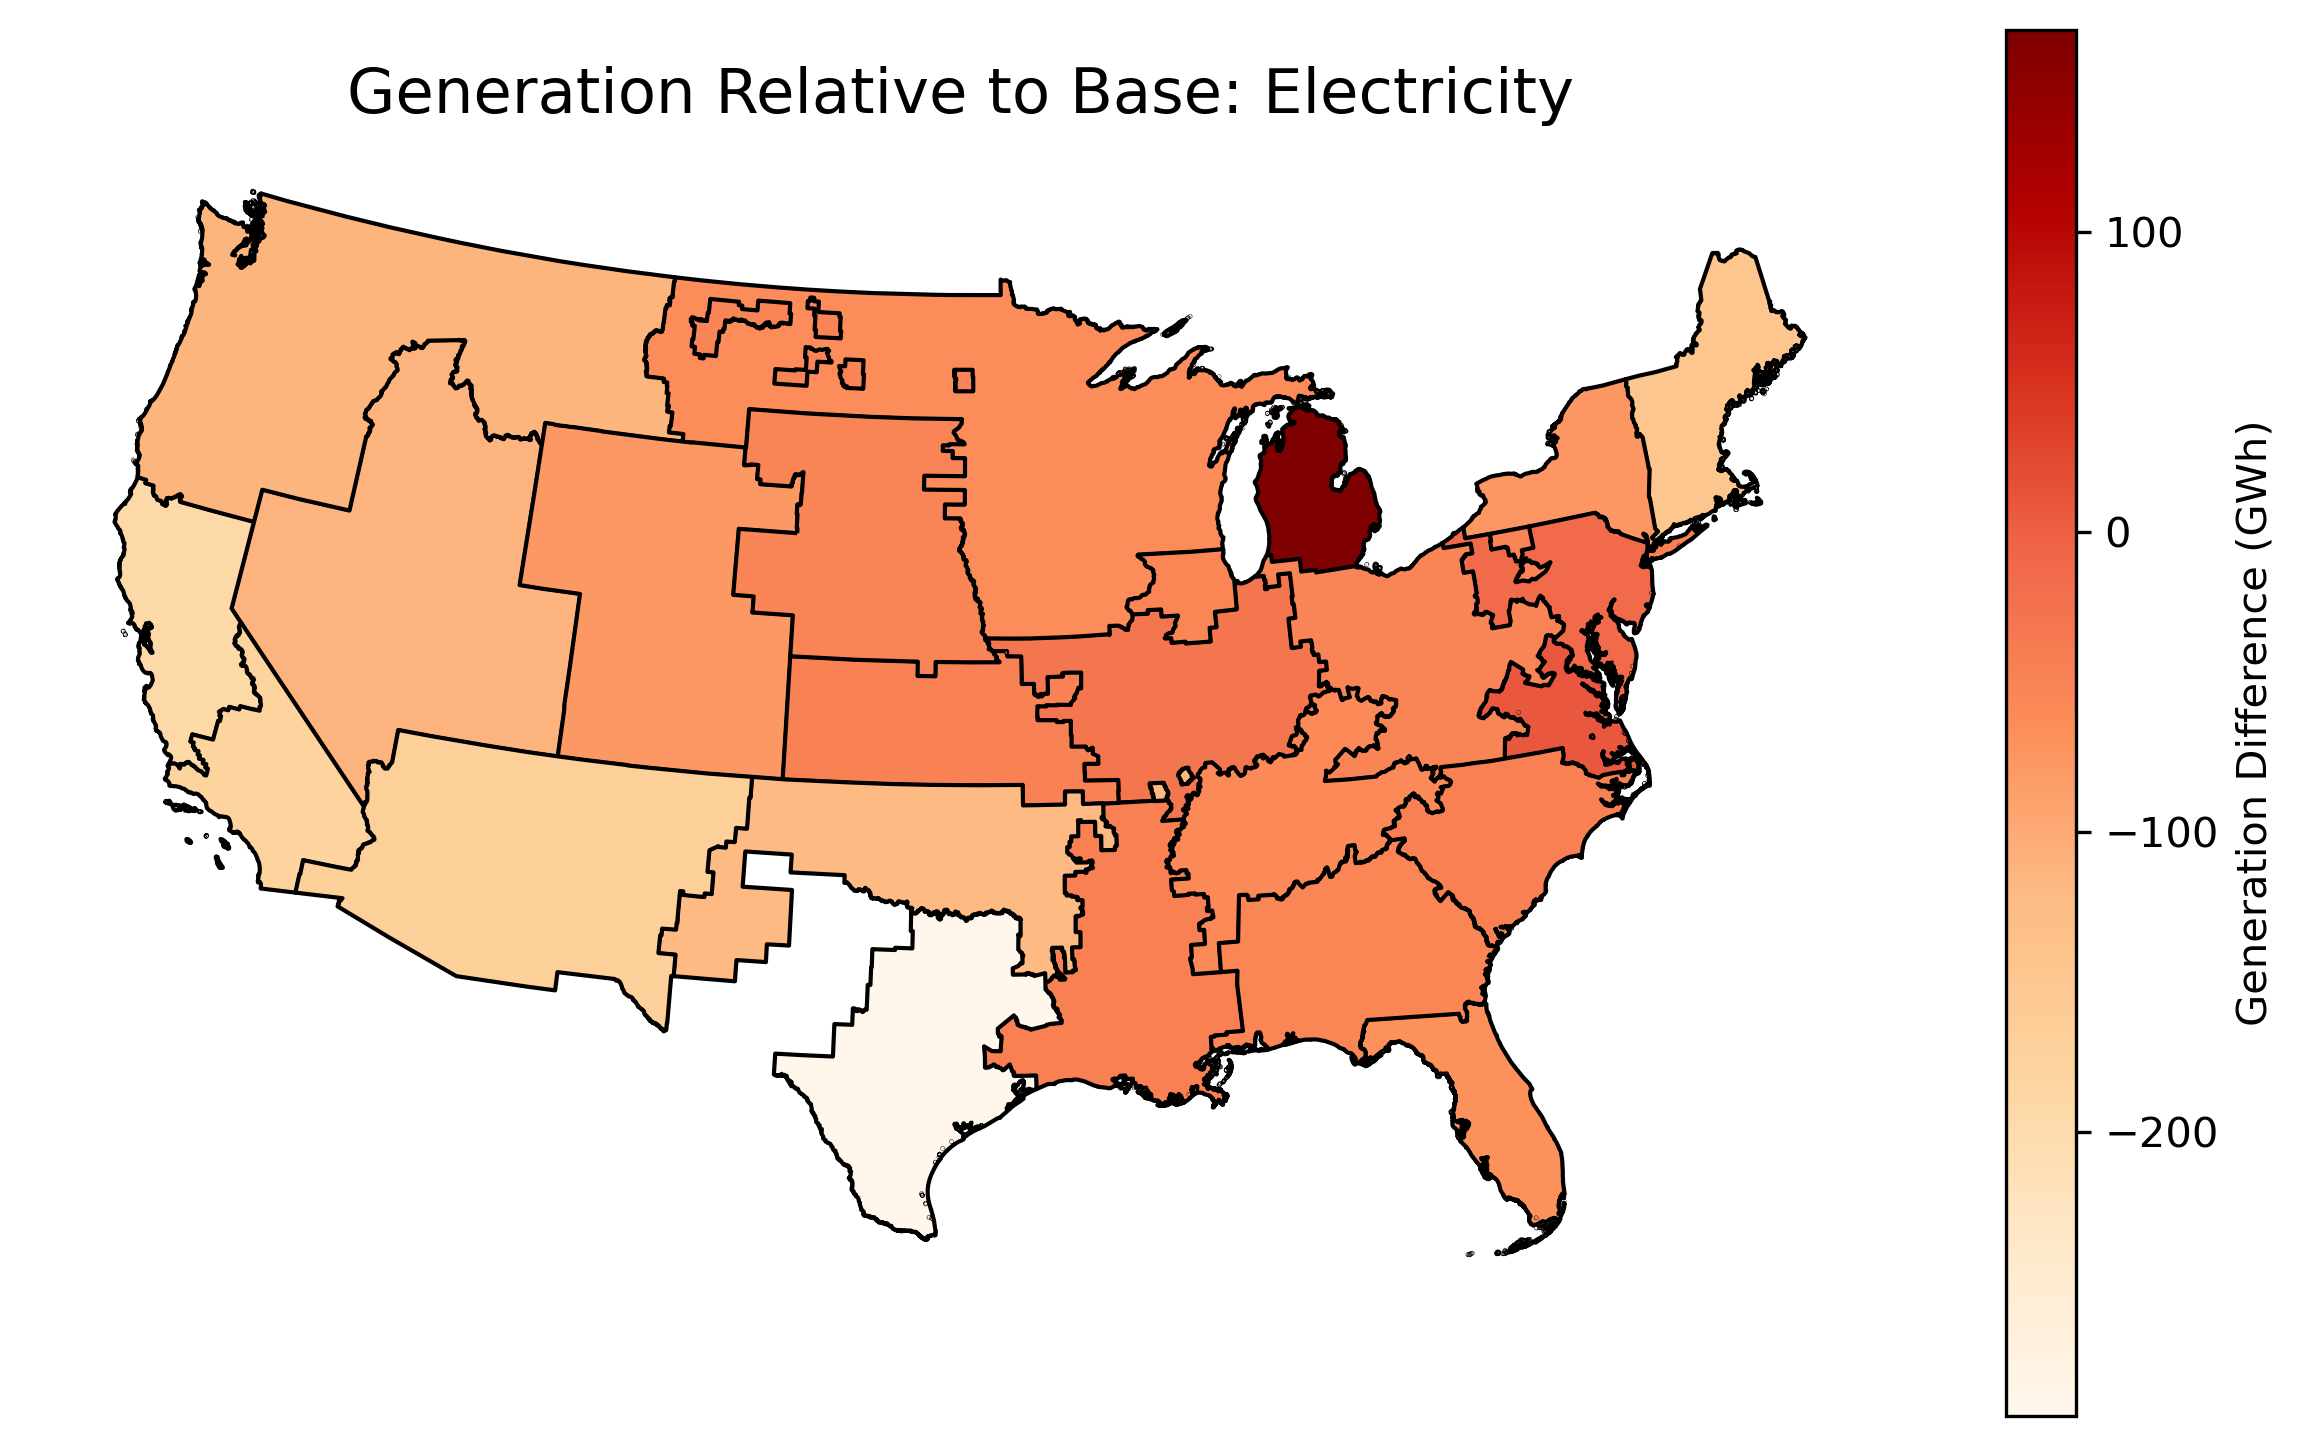 Generation Relative to Base: Electricity
100
0
−100
−200
Generation Difference (GWh)